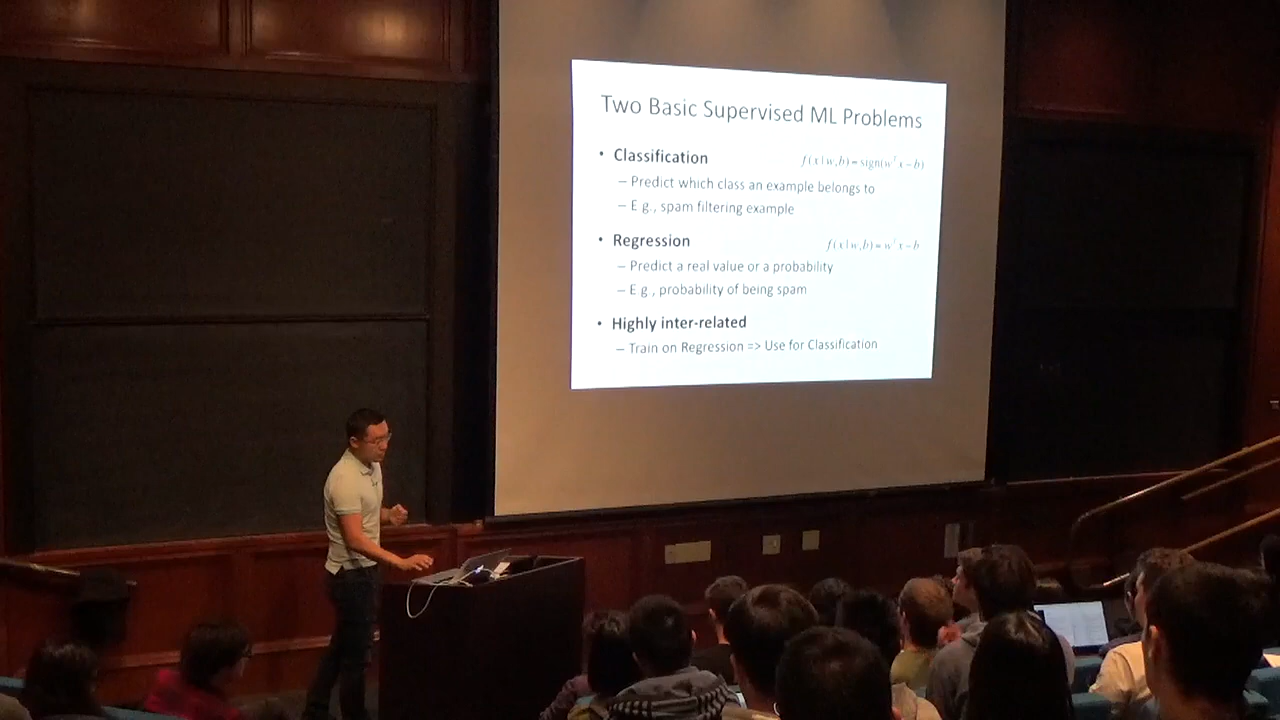 Two Basic Supervised ML Problems
• Classification
f(x|w,b) = sign(w^T x − b)
– Predict which class an example belongs to
– E.g., spam filtering example
• Regression
f(x|w,b) = w^T x − b
– Predict a real value or a probability
– E.g., probability of being spam
• Highly inter-related
– Train on Regression => Use for Classification